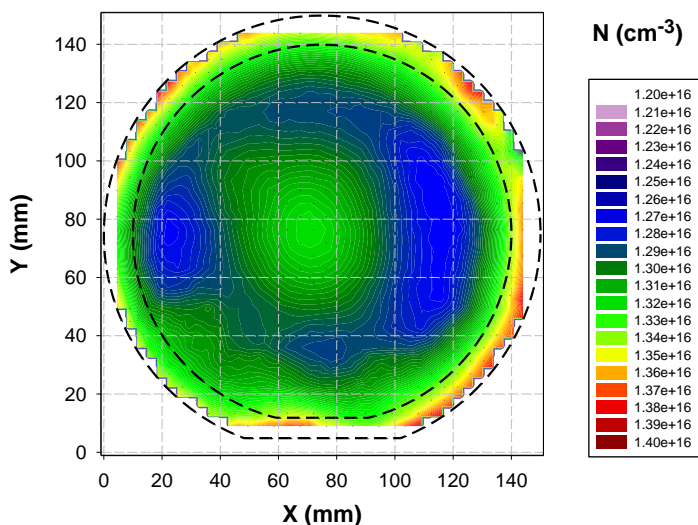 N (cm-3)
140
120
100
80
60
40
20
0
Y (mm)
0 20 40 60 80 100 120 140
X (mm)
1.20e+16
1.21e+16
1.22e+16
1.23e+16
1.24e+16
1.25e+16
1.26e+16
1.27e+16
1.28e+16
1.29e+16
1.30e+16
1.31e+16
1.32e+16
1.33e+16
1.34e+16
1.35e+16
1.36e+16
1.37e+16
1.38e+16
1.39e+16
1.40e+16